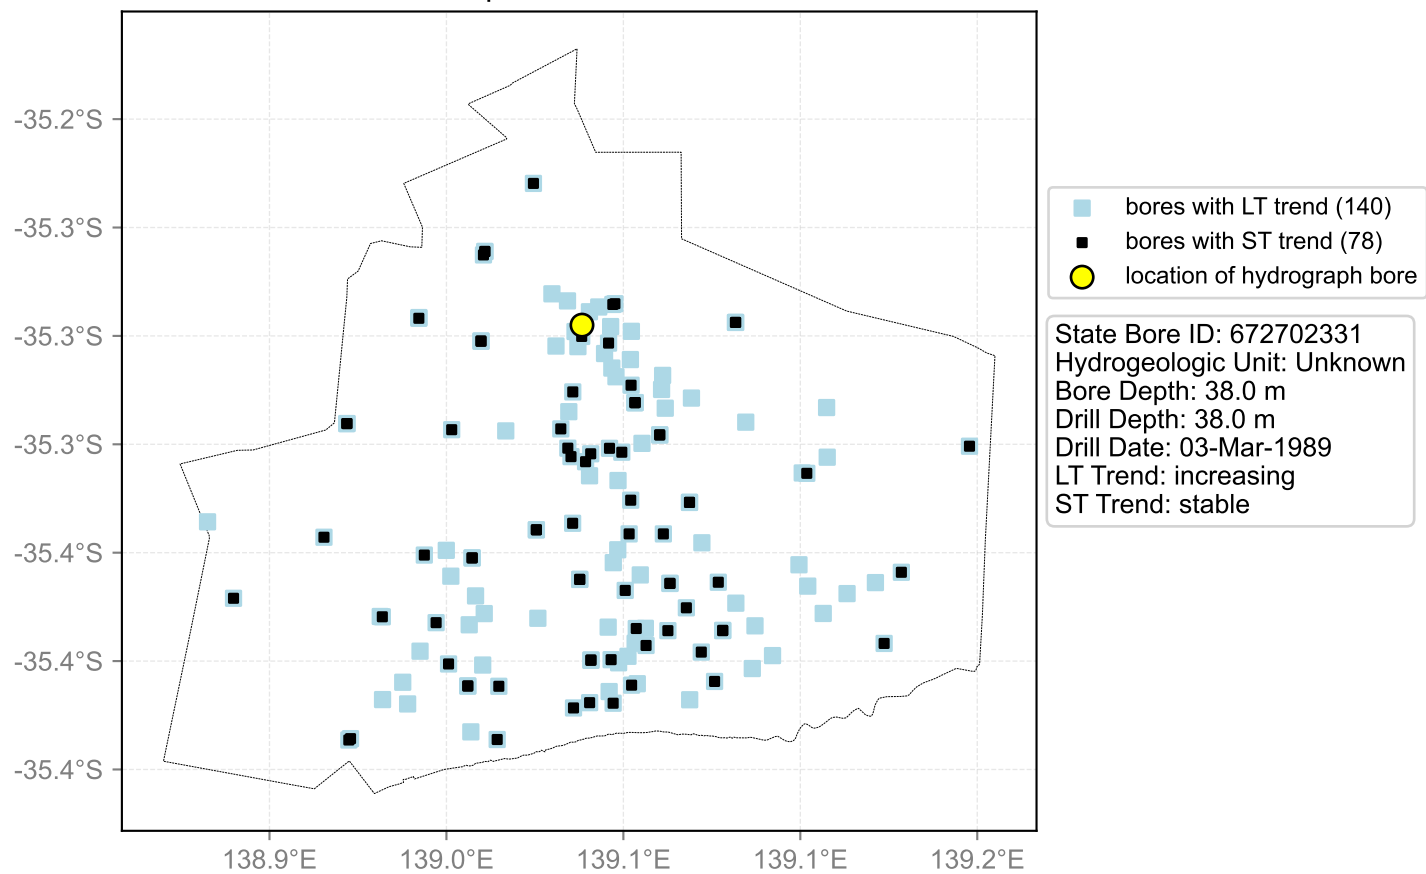 -35.2°S
-35.3°S
-35.3°S
-35.3°S
-35.4°S
-35.4°S
-35.4°S
138.9°E
139.0°E
139.1°E
139.1°E
139.2°E
bores with LT trend (140)
bores with ST trend (78)
location of hydrograph bore
State Bore ID: 672702331
Hydrogeologic Unit: Unknown
Bore Depth: 38.0 m
Drill Depth: 38.0 m
Drill Date: 03-Mar-1989
LT Trend: increasing
ST Trend: stable